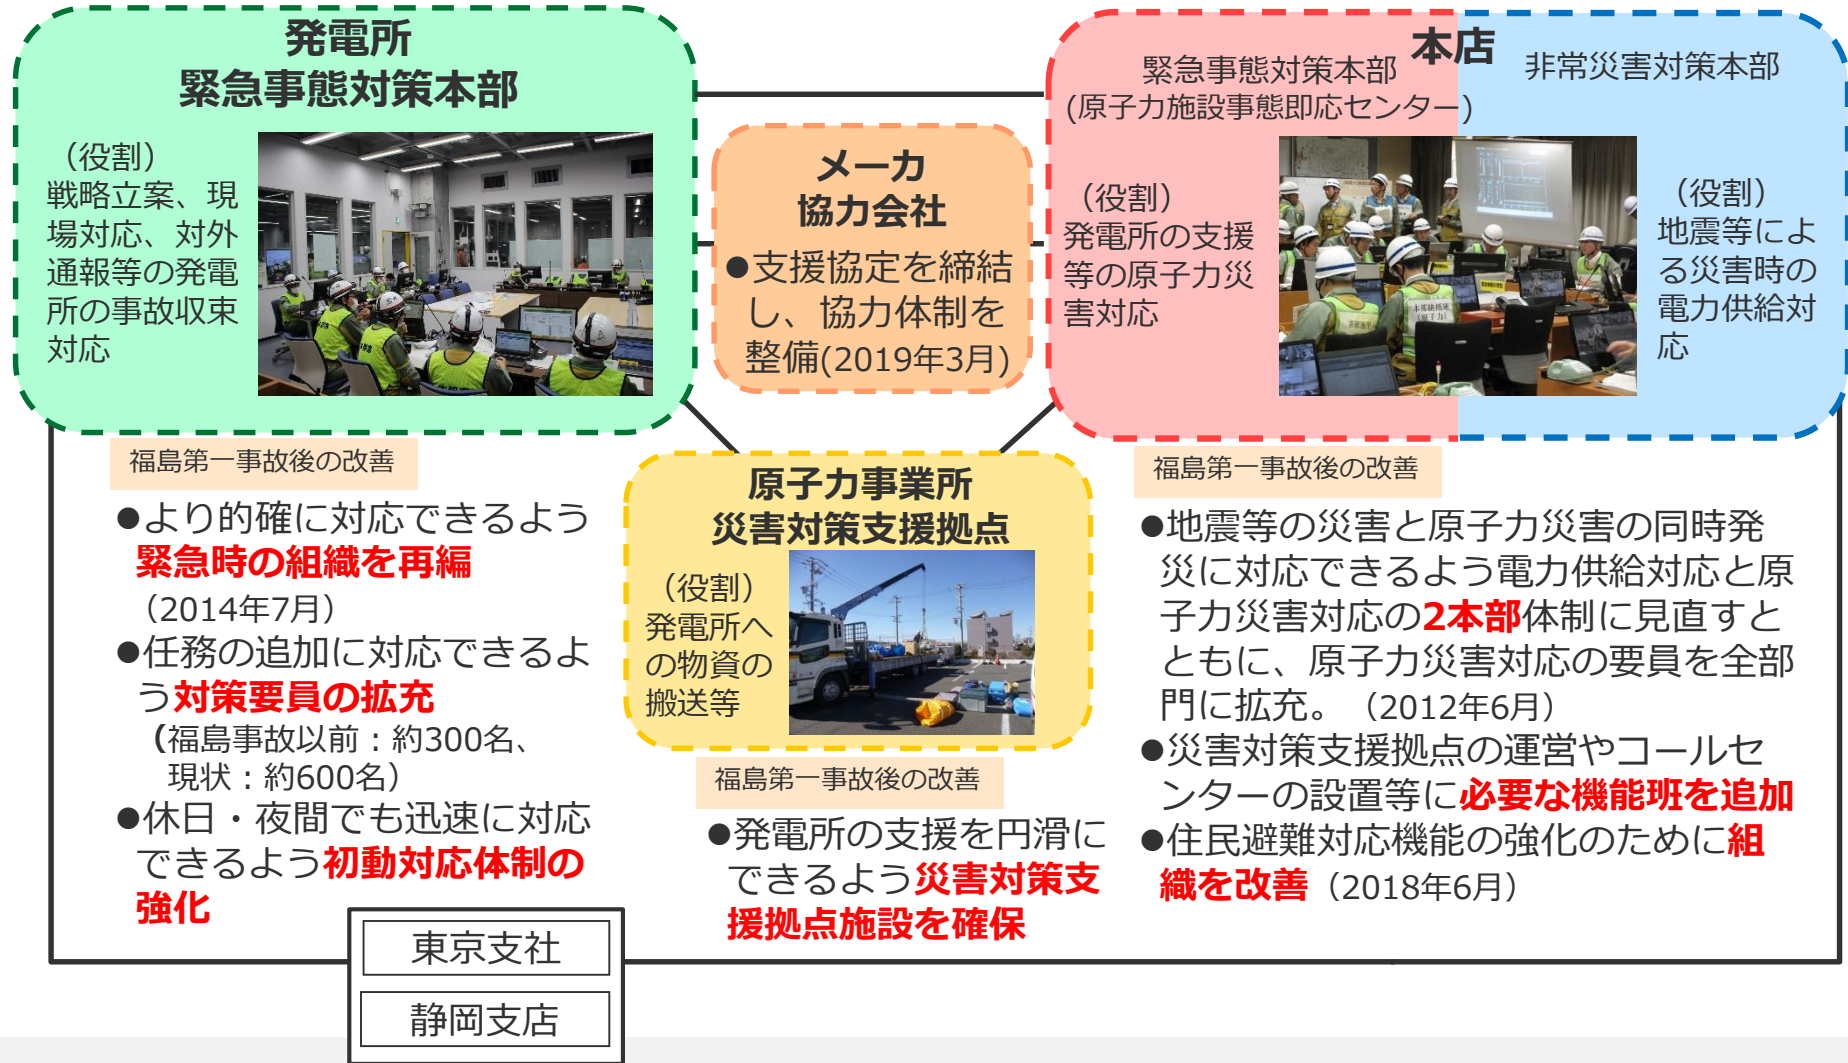 発電所
緊急事態対策本部
（役割）
戦略立案、現
場対応、対外
通報等の発電
所の事故収束
対応
メーカ
協力会社
●支援協定を締結
し、協力体制を
整備(2019年3月)
本店
緊急事態対策本部
(原子力施設事態即応センター)
（役割）
発電所の支援
等の原子力災
害対応
非常災害対策本部
（役割）
地震等によ
る災害時の
電力供給対
応
福島第一事故後の改善
●より的確に対応できるよう
緊急時の組織を再編
（2014年7月）
●任務の追加に対応できるよ
う対策要員の拡充
（福島事故以前：約300名、
現状：約600名）
●休日・夜間でも迅速に対応
できるよう初動対応体制の
強化
原子力事業所
災害対策支援拠点
（役割）
発電所へ
の物資の
搬送等
福島第一事故後の改善
●発電所の支援を円滑に
できるよう災害対策支
援拠点施設を確保
福島第一事故後の改善
●地震等の災害と原子力災害の同時発
災に対応できるよう電力供給対応と原
子力災害対応の2本部体制に見直すと
ともに、原子力災害対応の要員を全部
門に拡充。（2012年6月）
●災害対策支援拠点の運営やコールセ
ンターの設置等に必要な機能班を追加
●住民避難対応機能の強化のために組
織を改善（2018年6月）
東京支社
静岡支店